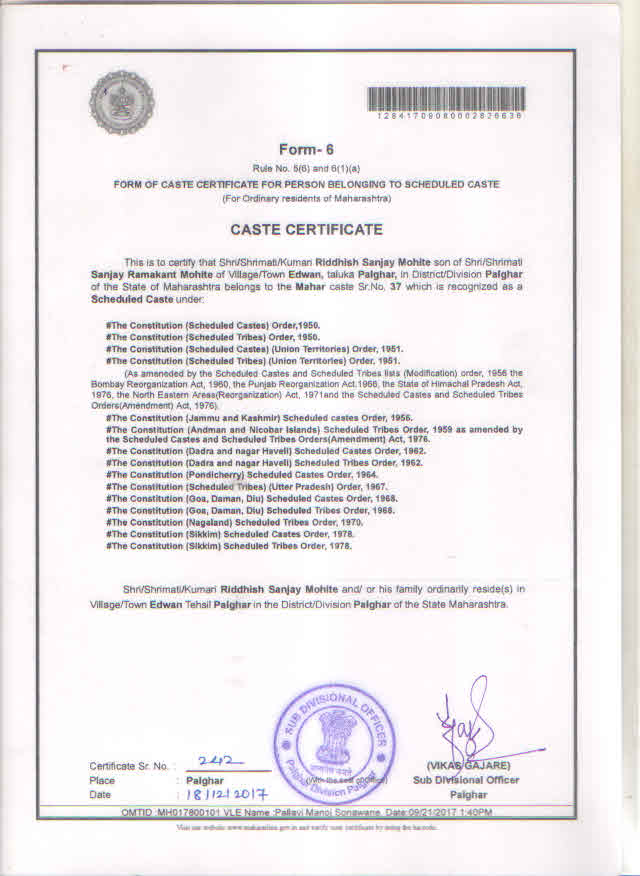 12841709080002826636
Form- 6
Rule No. 5(6) and 6(1)(a)
FORM OF CASTE CERTIFICATE FOR PERSON BELONGING TO SCHEDULED CASTE
(For Ordinary residents of Maharashtra)
CASTE CERTIFICATE
This is to certify that Shri/Shrimati/Kumari Riddhish Sanjay Mohite son of Shri/Shrimati
Sanjay Ramakant Mohite of Village/Town Edwan, taluka Palghar, in District/Division Palghar
of the State of Maharashtra belongs to the Mahar caste Sr.No. 37 which is recognized as a
Scheduled Caste under:
#The Constitution (Scheduled Castes) Order,1950.
#The Constitution (Scheduled Tribes) Order, 1950.
#The Constitution (Scheduled Castes) (Union Territories) Order, 1951.
#The Constitution (Scheduled Tribes) (Union Territories) Order, 1951.
(As ameneded by the Scheduled Castes and Scheduled Tribes lists (Modification) order, 1956 the
Bombay Reorganization Act, 1960, the Punjab Reorganization Act.1966, the State of Himachal Pradesh Act,
1976, the North Eastern Areas(Reorganization) Act, 1971and the Scheduled Castes and Scheduled Tribes
Orders(Amendment) Act, 1976).
#The Constitution (Jammu and Kashmir) Scheduled castes Order, 1956.
#The Constitution (Andman and Nicobar Islands) Scheduled Tribes Order, 1959 as amended by
the Scheduled Castes and Scheduled Tribes Orders(Amendment) Act, 1976.
#The Constitution (Dadra and nagar Haveli) Scheduled Castes Order, 1962.
#The Constitution (Dadra and nagar Haveli) Scheduled Tribes Order, 1962.
#The Constitution (Pondicherry) Scheduled Castes Order, 1964.
#The Constitution (Scheduled Tribes) (Utter Pradesh) Order, 1967.
#The Constitution (Goa, Daman, Diu) Scheduled Castes Order, 1968.
#The Constitution (Goa, Daman, Diu) Scheduled Tribes Order, 1968.
#The Constitution (Nagaland) Scheduled Tribes Order, 1970.
#The Constitution (Sikkim) Scheduled Castes Order, 1978.
#The Constitution (Sikkim) Scheduled Tribes Order, 1978.
Shri/Shrimati/Kumari Riddhish Sanjay Mohite and/ or his family ordinarily reside(s) in
Village/Town Edwan Tehsil Palghar in the District/Division Palghar of the State Maharashtra.
SUB DIVISIONAL OFFICER
सत्यमेव जयते
Palghar Division Palghar
Certificate Sr. No. : 242
(With the seal of office)
(VIKAS GAJARE)
Place : Palghar
Sub Divisional Officer
Date : 18/12/2017
Palghar
OMTID :MH017800101 VLE Name :Pallavi Manoj Sonawane. Date:09/21/2017 1:40PM
Visit our website www.mahaonline.gov.in and verify your certificate by using the barcode.